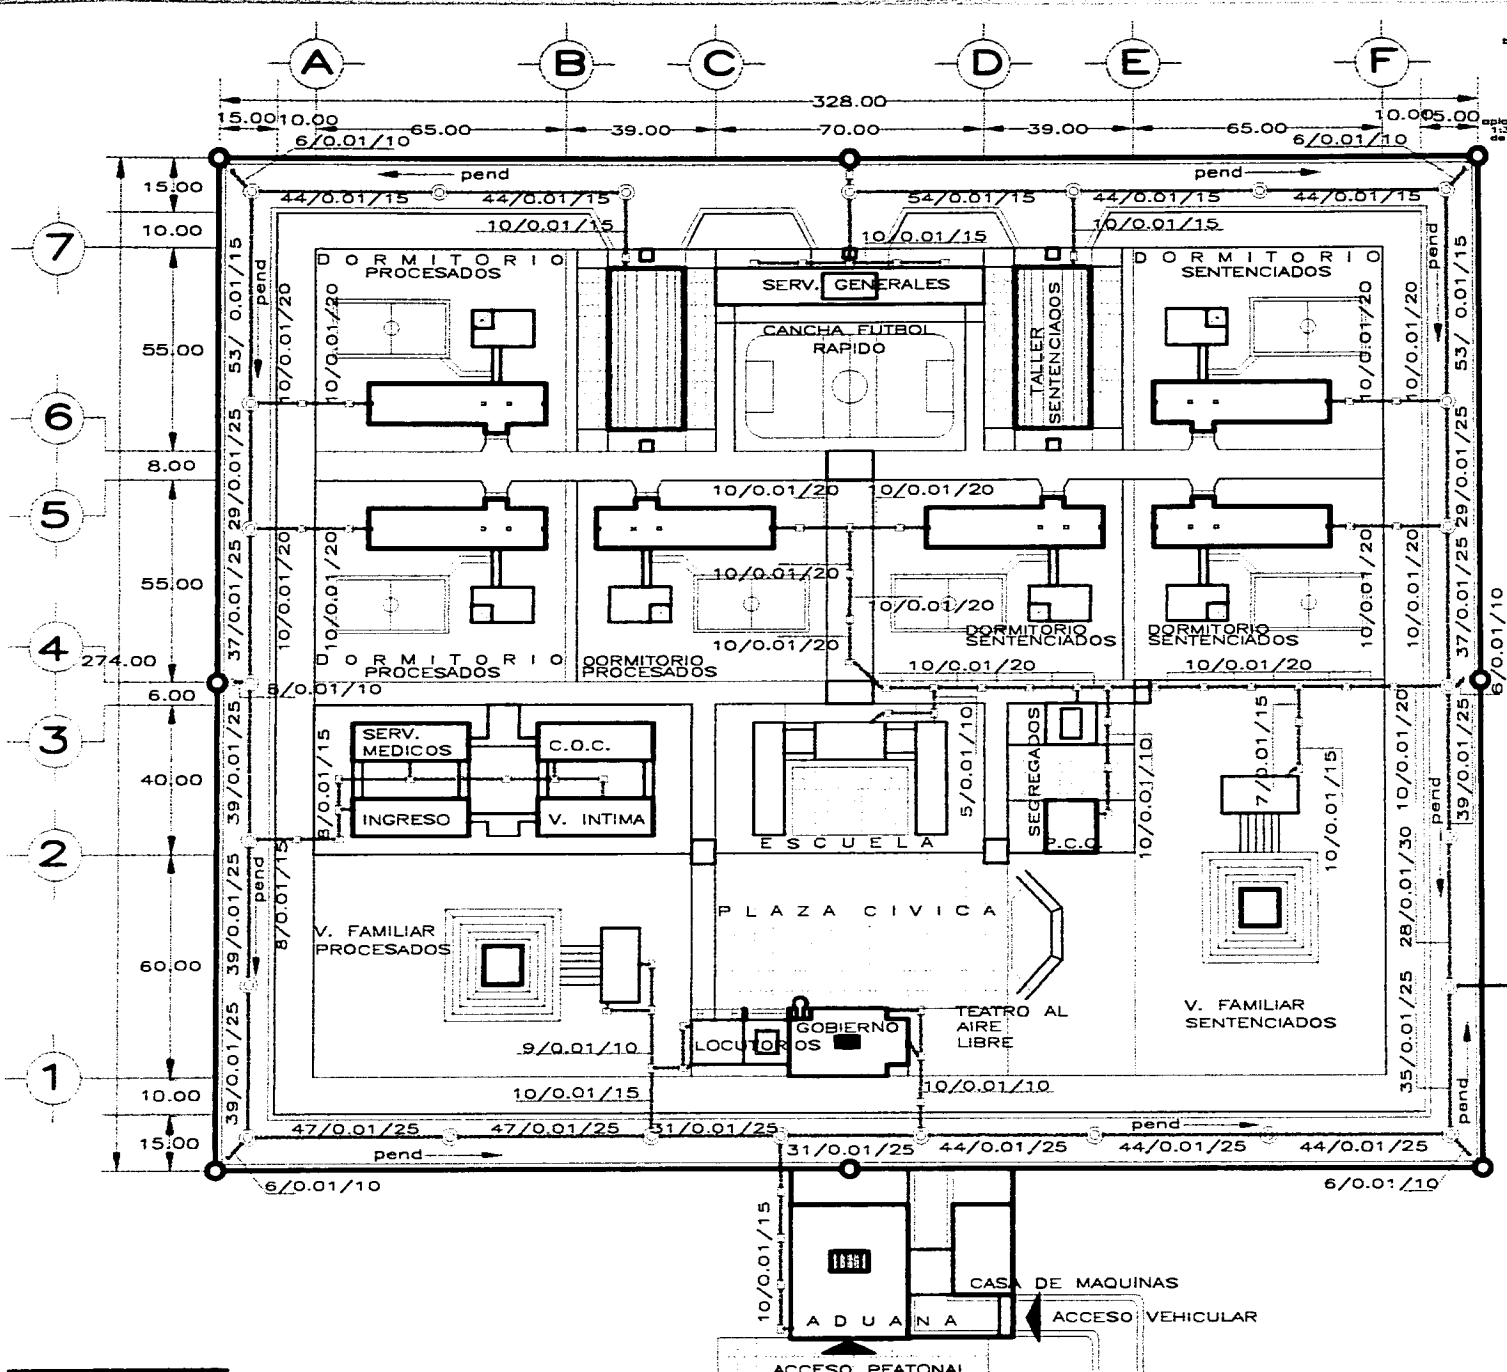 A B C D E F
328.00
15.00 10.00 65.00 39.00 70.00 39.00 65.00 10.00 15.00
6/0.01/10
6/0.01/10
pend
pend
44/0.01/15 44/0.01/15 54/0.01/15 44/0.01/15 44/0.01/15
10/0.01/15 10/0.01/15 10/0.01/15
7
6
5
4
3
2
1
15.00
10.00
55.00
8.00
55.00
274.00
6.00
40.00
60.00
10.00
15.00
53/ 0.01/15
29/0.01/25
37/0.01/25
39/0.01/25
39/0.01/25
39/0.01/25
pend
pend
10/0.01/20
10/0.01/20
10/0.01/20
10/0.01/20
8/0.01/10
8/0.01/15
8/0.01/15
DORMITORIO
PROCESADOS
SERV. GENERALES
CANCHA FUTBOL
RAPIDO
TALLER
SENTENCIADOS
DORMITORIO
SENTENCIADOS
10/0.01/20
10/0.01/20
pend
53/ 0.01/15
29/0.01/25
37/0.01/25
10/0.01/20 10/0.01/20
10/0.01/20
10/0.01/20
10/0.01/20
10/0.01/20
10/0.01/20
DORMITORIO
PROCESADOS
DORMITORIO
PROCESADOS
DORMITORIO
SENTENCIADOS
DORMITORIO
SENTENCIADOS
10/0.01/20 10/0.01/20
6/0.01/10
SERV.
MEDICOS
C.O.C.
INGRESO
V. INTIMA
ESCUELA
5/0.01/10
SEGREGADOS
P.C.O.
10/0.01/10
7/0.01/15
10/0.01/15
10/0.01/20
39/0.01/25
28/0.01/30
35/0.01/25
pend
pend
PLAZA CIVICA
V. FAMILIAR
PROCESADOS
TEATRO AL
AIRE
LIBRE
V. FAMILIAR
SENTENCIADOS
GOBIERNO
LOCUTORIOS
9/0.01/10
10/0.01/15
10/0.01/10
47/0.01/25 47/0.01/25 31/0.01/25
31/0.01/25 44/0.01/25 44/0.01/25
pend
pend
6/0.01/10
6/0.01/10
10/0.01/15
CASA DE MAQUINAS
ADUANA
ACCESO VEHICULAR
ACCESO PEATONAL